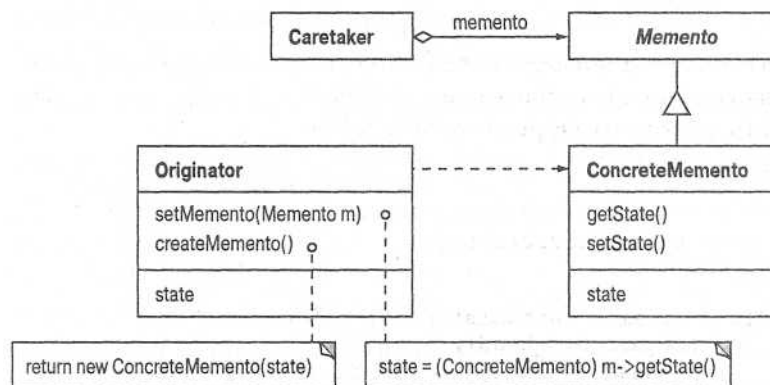 Caretaker
memento
Memento
Originator
setMemento(Memento m)
createMemento()
state
ConcreteMemento
getState()
setState()
state
return new ConcreteMemento(state)
state = (ConcreteMemento) m->getState()